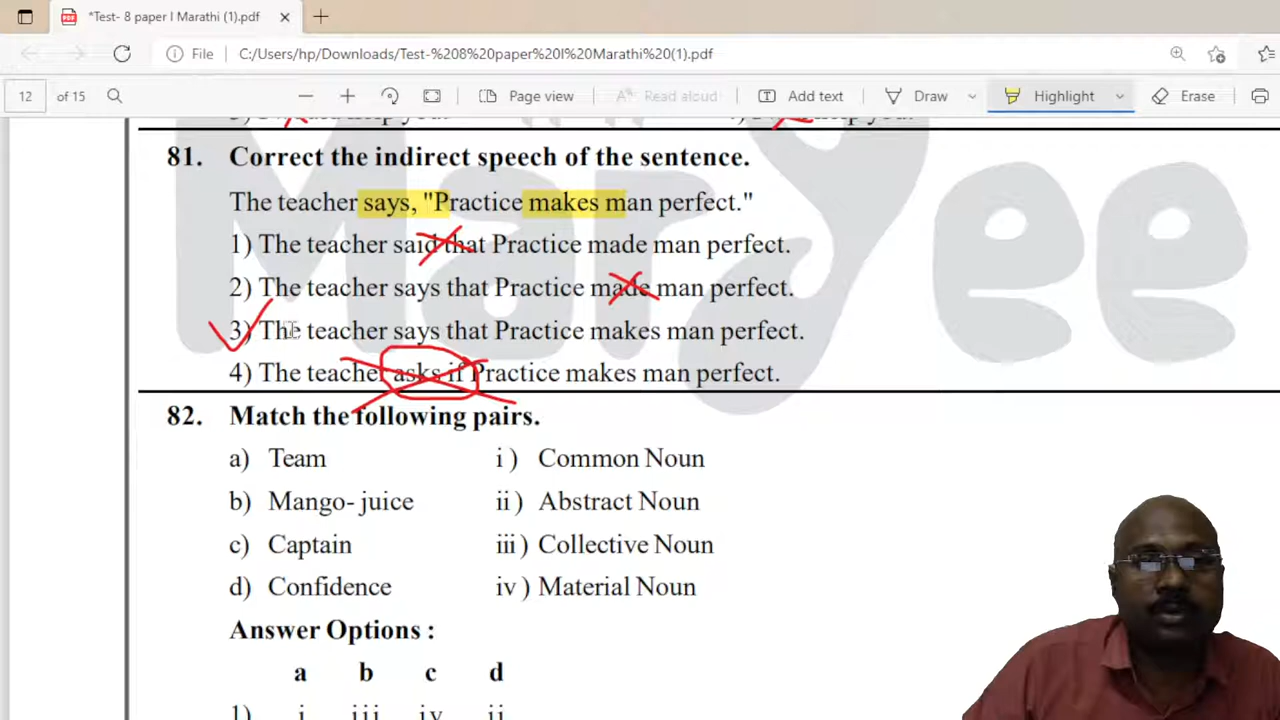 *Test- 8 paper I Marathi (1).pdf
File C:/Users/hp/Downloads/Test-%208%20paper%20I%20Marathi%20(1).pdf
12 of 15 Page view Read aloud Add text Draw Highlight Erase
81. Correct the indirect speech of the sentence.
The teacher says, "Practice makes man perfect."
1) The teacher said that Practice made man perfect.
2) The teacher says that Practice made man perfect.
3) The teacher says that Practice makes man perfect.
4) The teacher asks if Practice makes man perfect.
82. Match the following pairs.
a) Team i ) Common Noun
b) Mango- juice ii ) Abstract Noun
c) Captain iii ) Collective Noun
d) Confidence iv ) Material Noun
Answer Options :
a b c d
1) i iii iv ii
Maryee